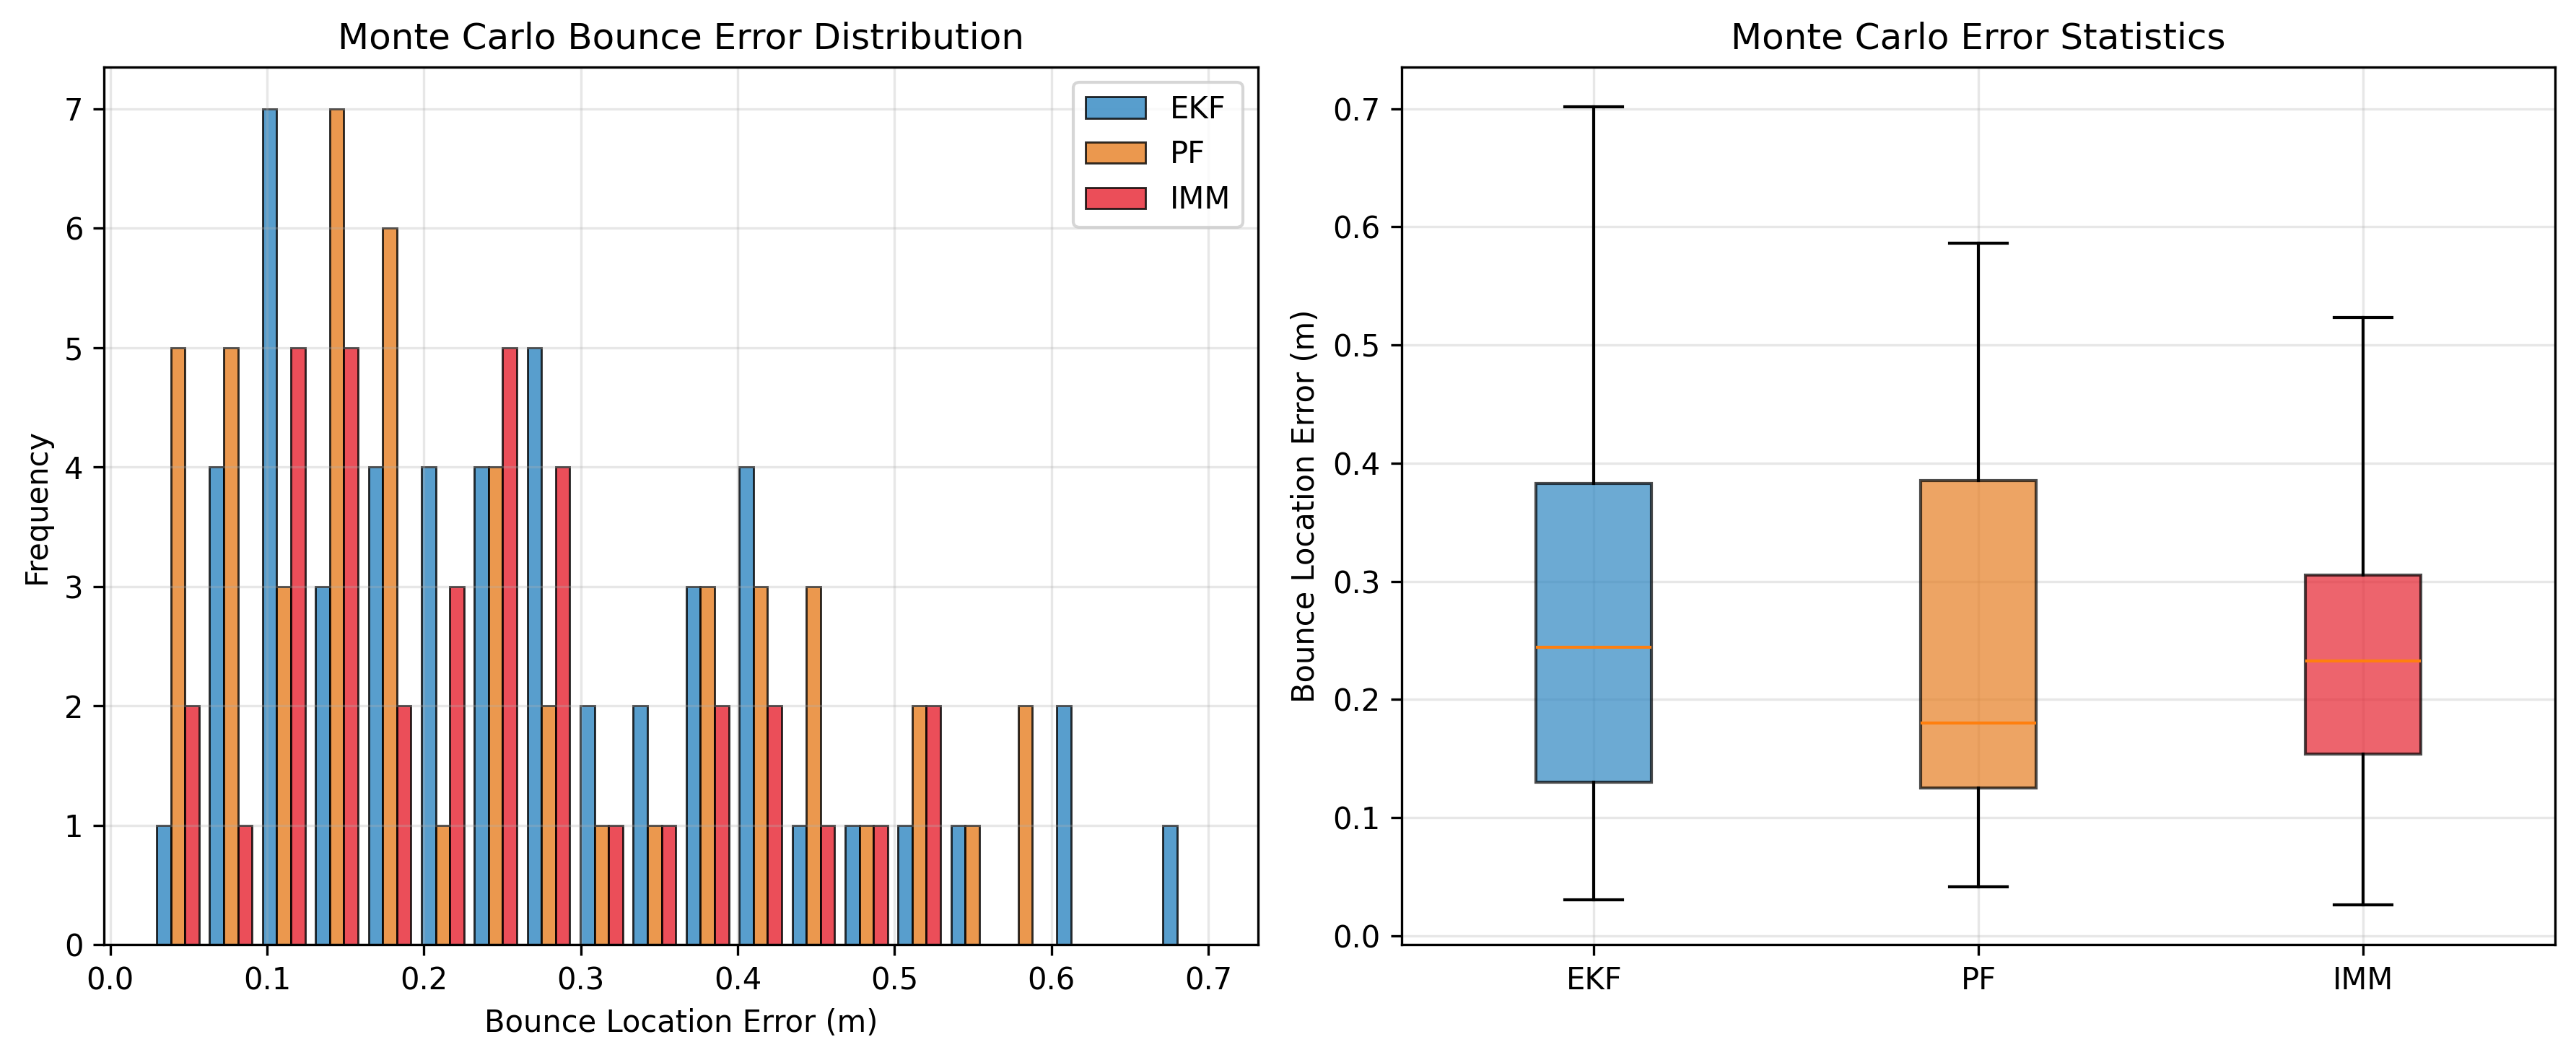 Monte Carlo Bounce Error Distribution
Frequency
7
6
5
4
3
2
1
0
0.0 0.1 0.2 0.3 0.4 0.5 0.6 0.7
Bounce Location Error (m)
EKF
PF
IMM
Monte Carlo Error Statistics
Bounce Location Error (m)
0.7
0.6
0.5
0.4
0.3
0.2
0.1
0.0
EKF PF IMM